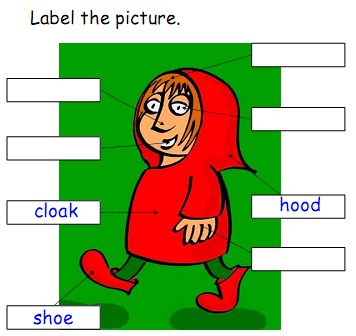 Label the picture.
cloak
hood
shoe